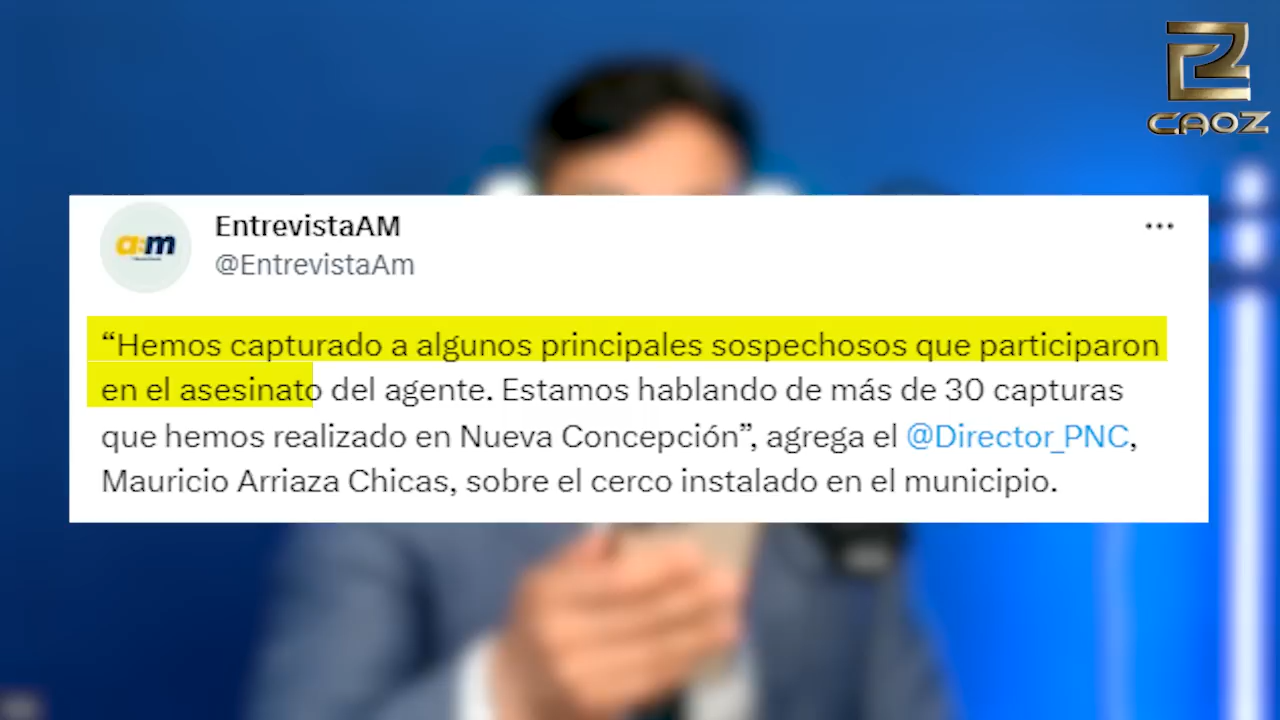 CAOZ
EntrevistaAM
a:m
@EntrevistaAm
“Hemos capturado a algunos principales sospechosos que participaron
en el asesinato del agente. Estamos hablando de más de 30 capturas
que hemos realizado en Nueva Concepción”, agrega el @Director_PNC,
Mauricio Arriaza Chicas, sobre el cerco instalado en el municipio.